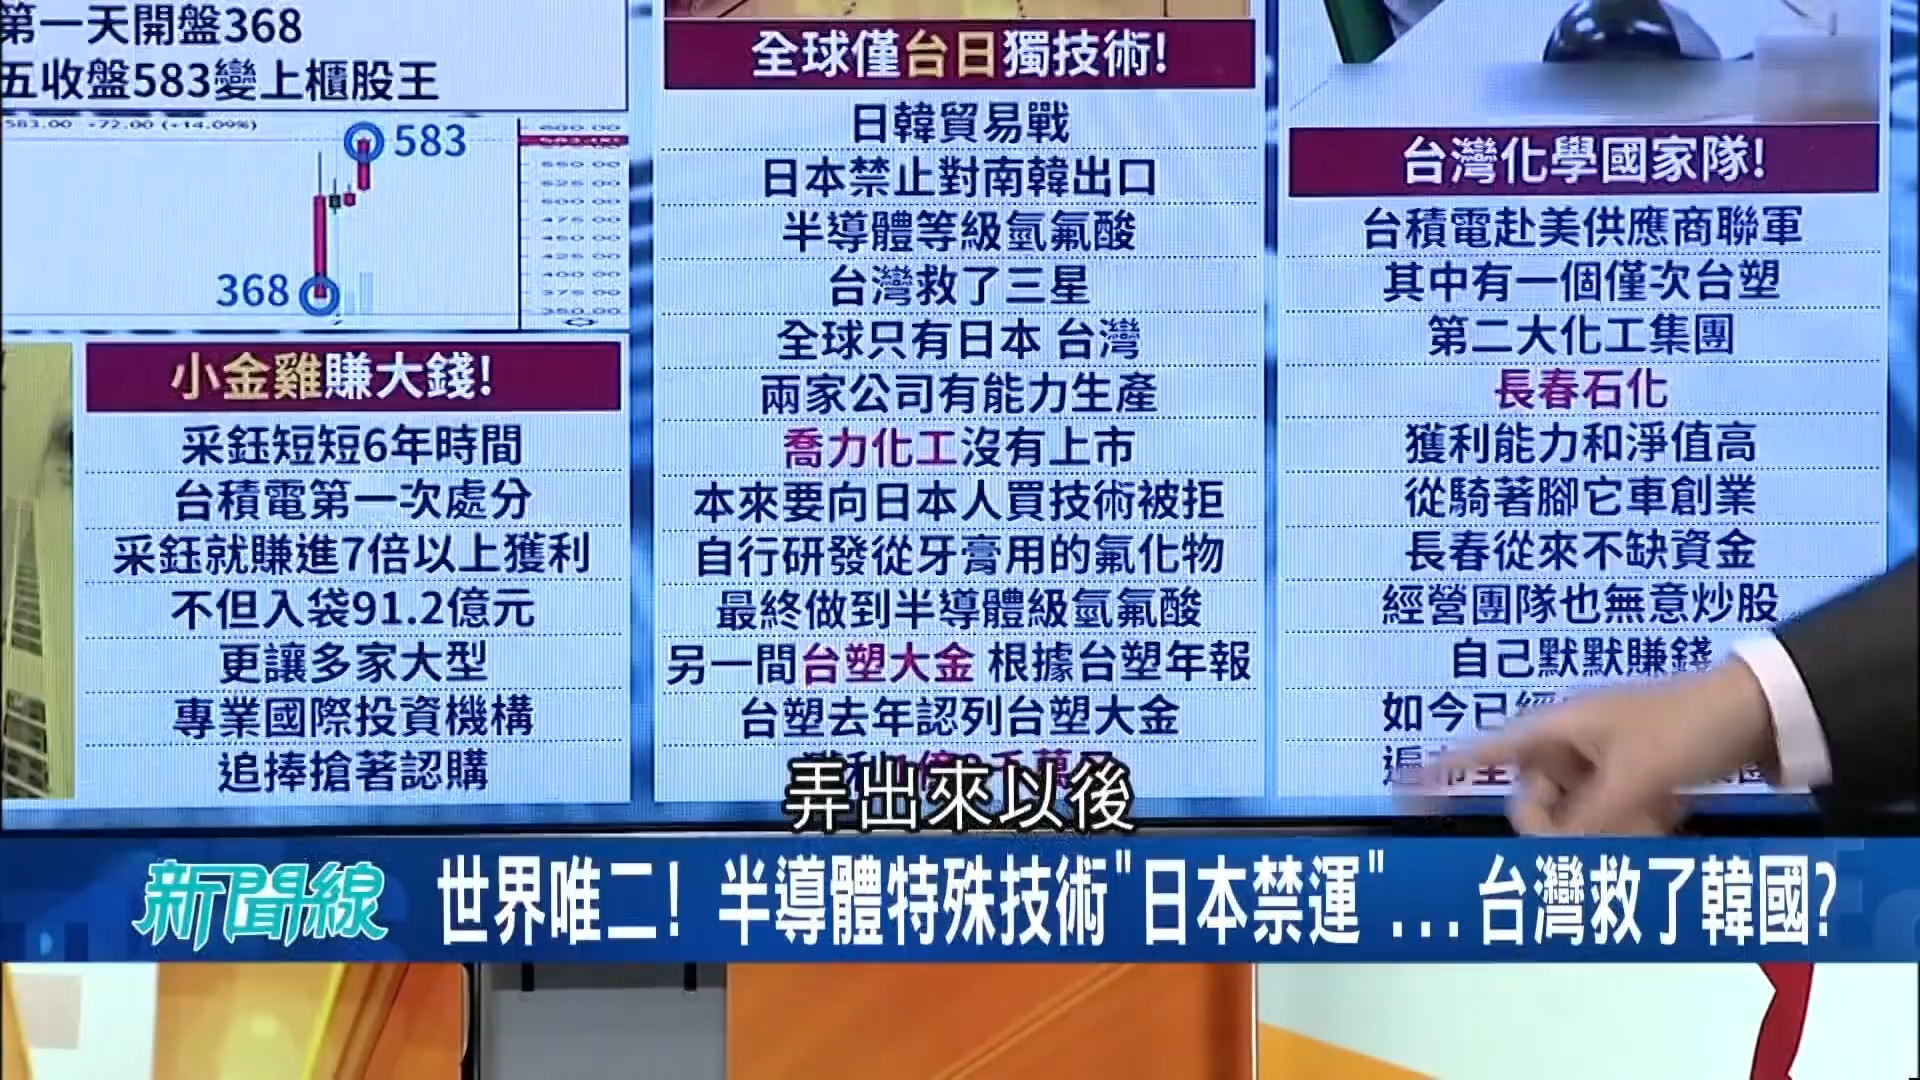 第一天開盤368
五收盤583變上櫃股王
583.00 +72.00 (+14.09%)
583
368
小金雞賺大錢!
采鈺短短6年時間
台積電第一次處分
采鈺就賺進7倍以上獲利
不但入袋91.2億元
更讓多家大型
專業國際投資機構
追捧搶著認購
全球僅台日獨技術!
日韓貿易戰
日本禁止對南韓出口
半導體等級氫氟酸
台灣救了三星
全球只有日本 台灣
兩家公司有能力生產
喬力化工沒有上市
本來要向日本人買技術被拒
自行研發從牙膏用的氟化物
最終做到半導體級氫氟酸
另一間台塑大金 根據台塑年報
台塑去年認列台塑大金
台灣化學國家隊!
台積電赴美供應商聯軍
其中有一個僅次台塑
第二大化工集團
長春石化
獲利能力和淨值高
從騎著腳它車創業
長春從來不缺資金
經營團隊也無意炒股
自己默默賺錢
如今已經
弄出來以後
新聞線
世界唯二! 半導體特殊技術"日本禁運"...台灣救了韓國?